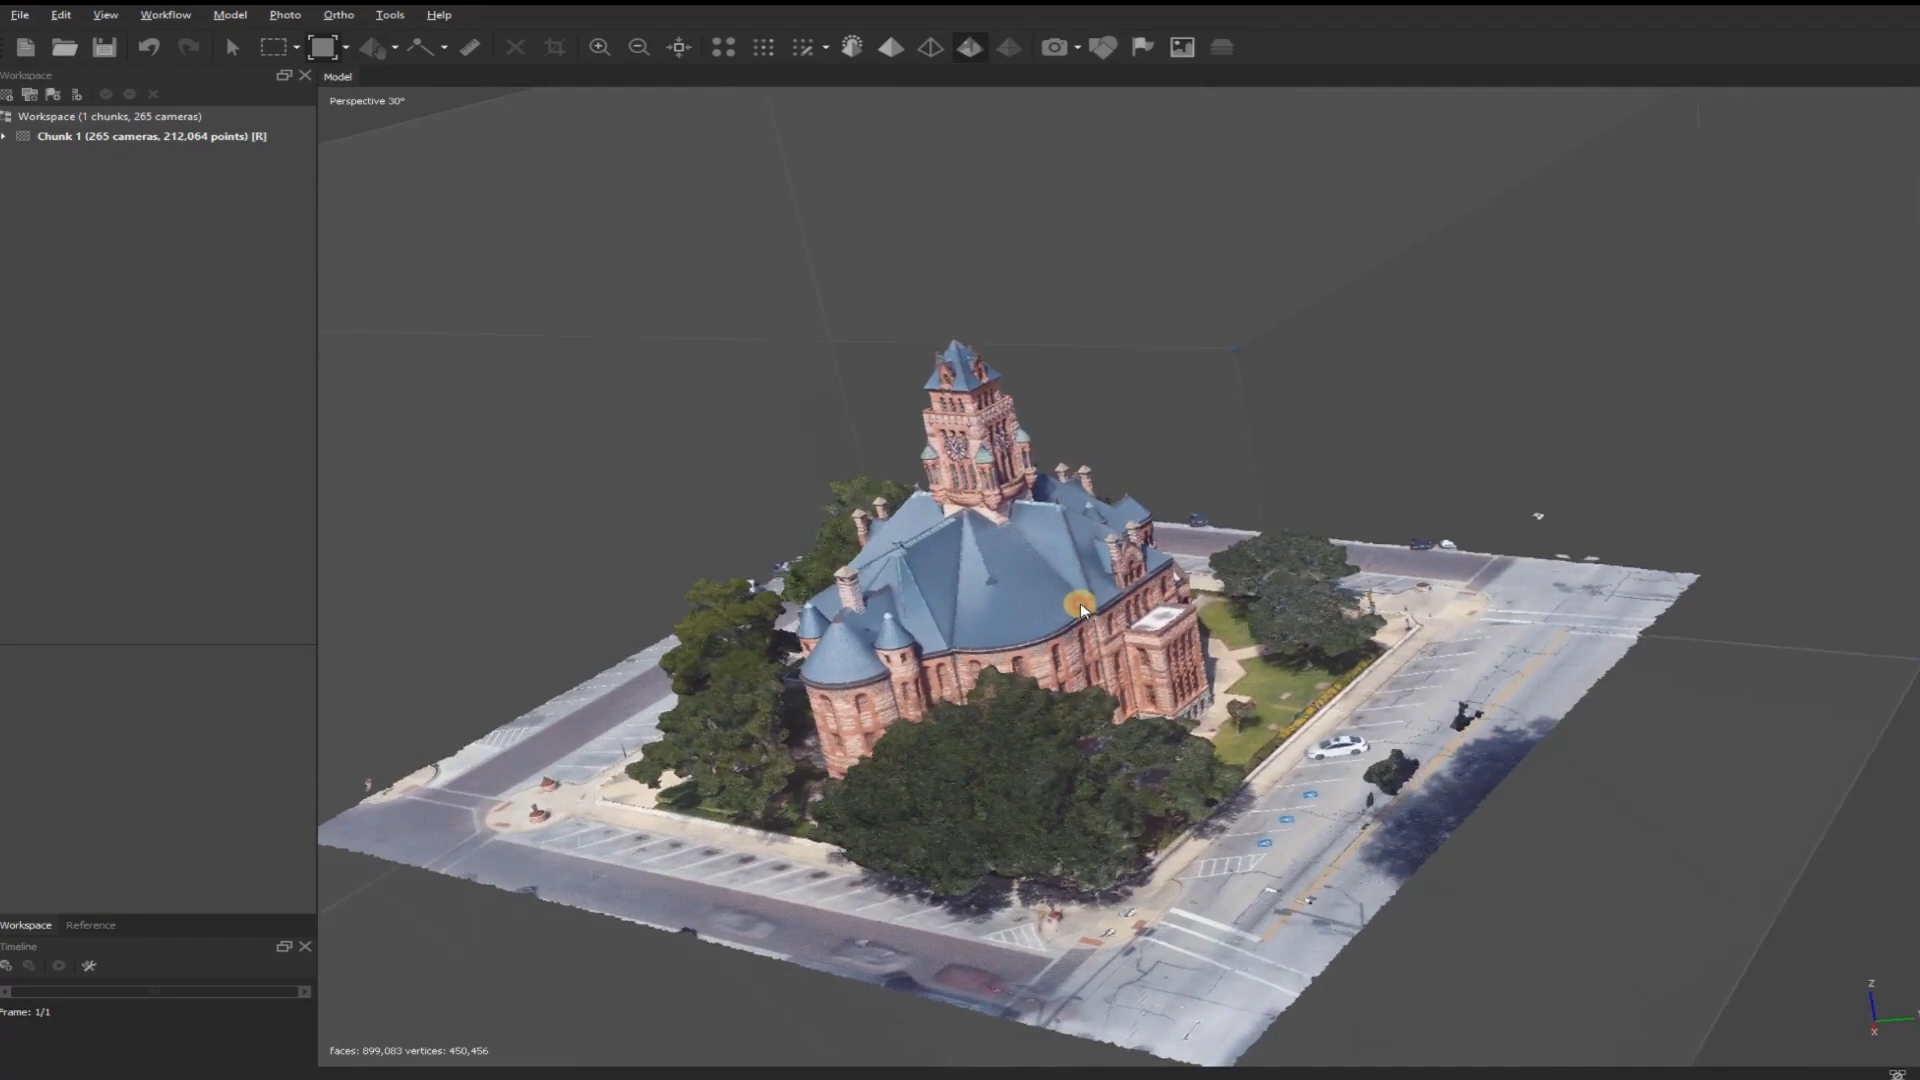 File Edit View Workflow Model Photo Ortho Tools Help
Workspace
Model
Perspective 30°
Workspace (1 chunks, 265 cameras)
Chunk 1 (265 cameras, 212,064 points) [R]
Workspace Reference
Timeline
Frame: 1/1
faces: 899,083 vertices: 450,456
Z
X